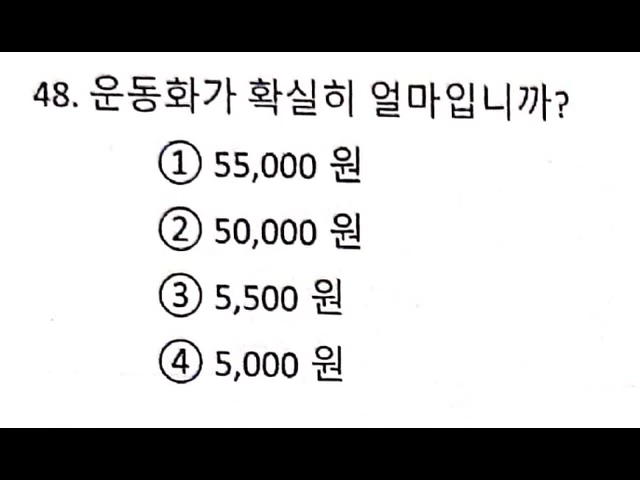 48. 운동화가 확실히 얼마입니까?
① 55,000 원
② 50,000 원
③ 5,500 원
④ 5,000 원